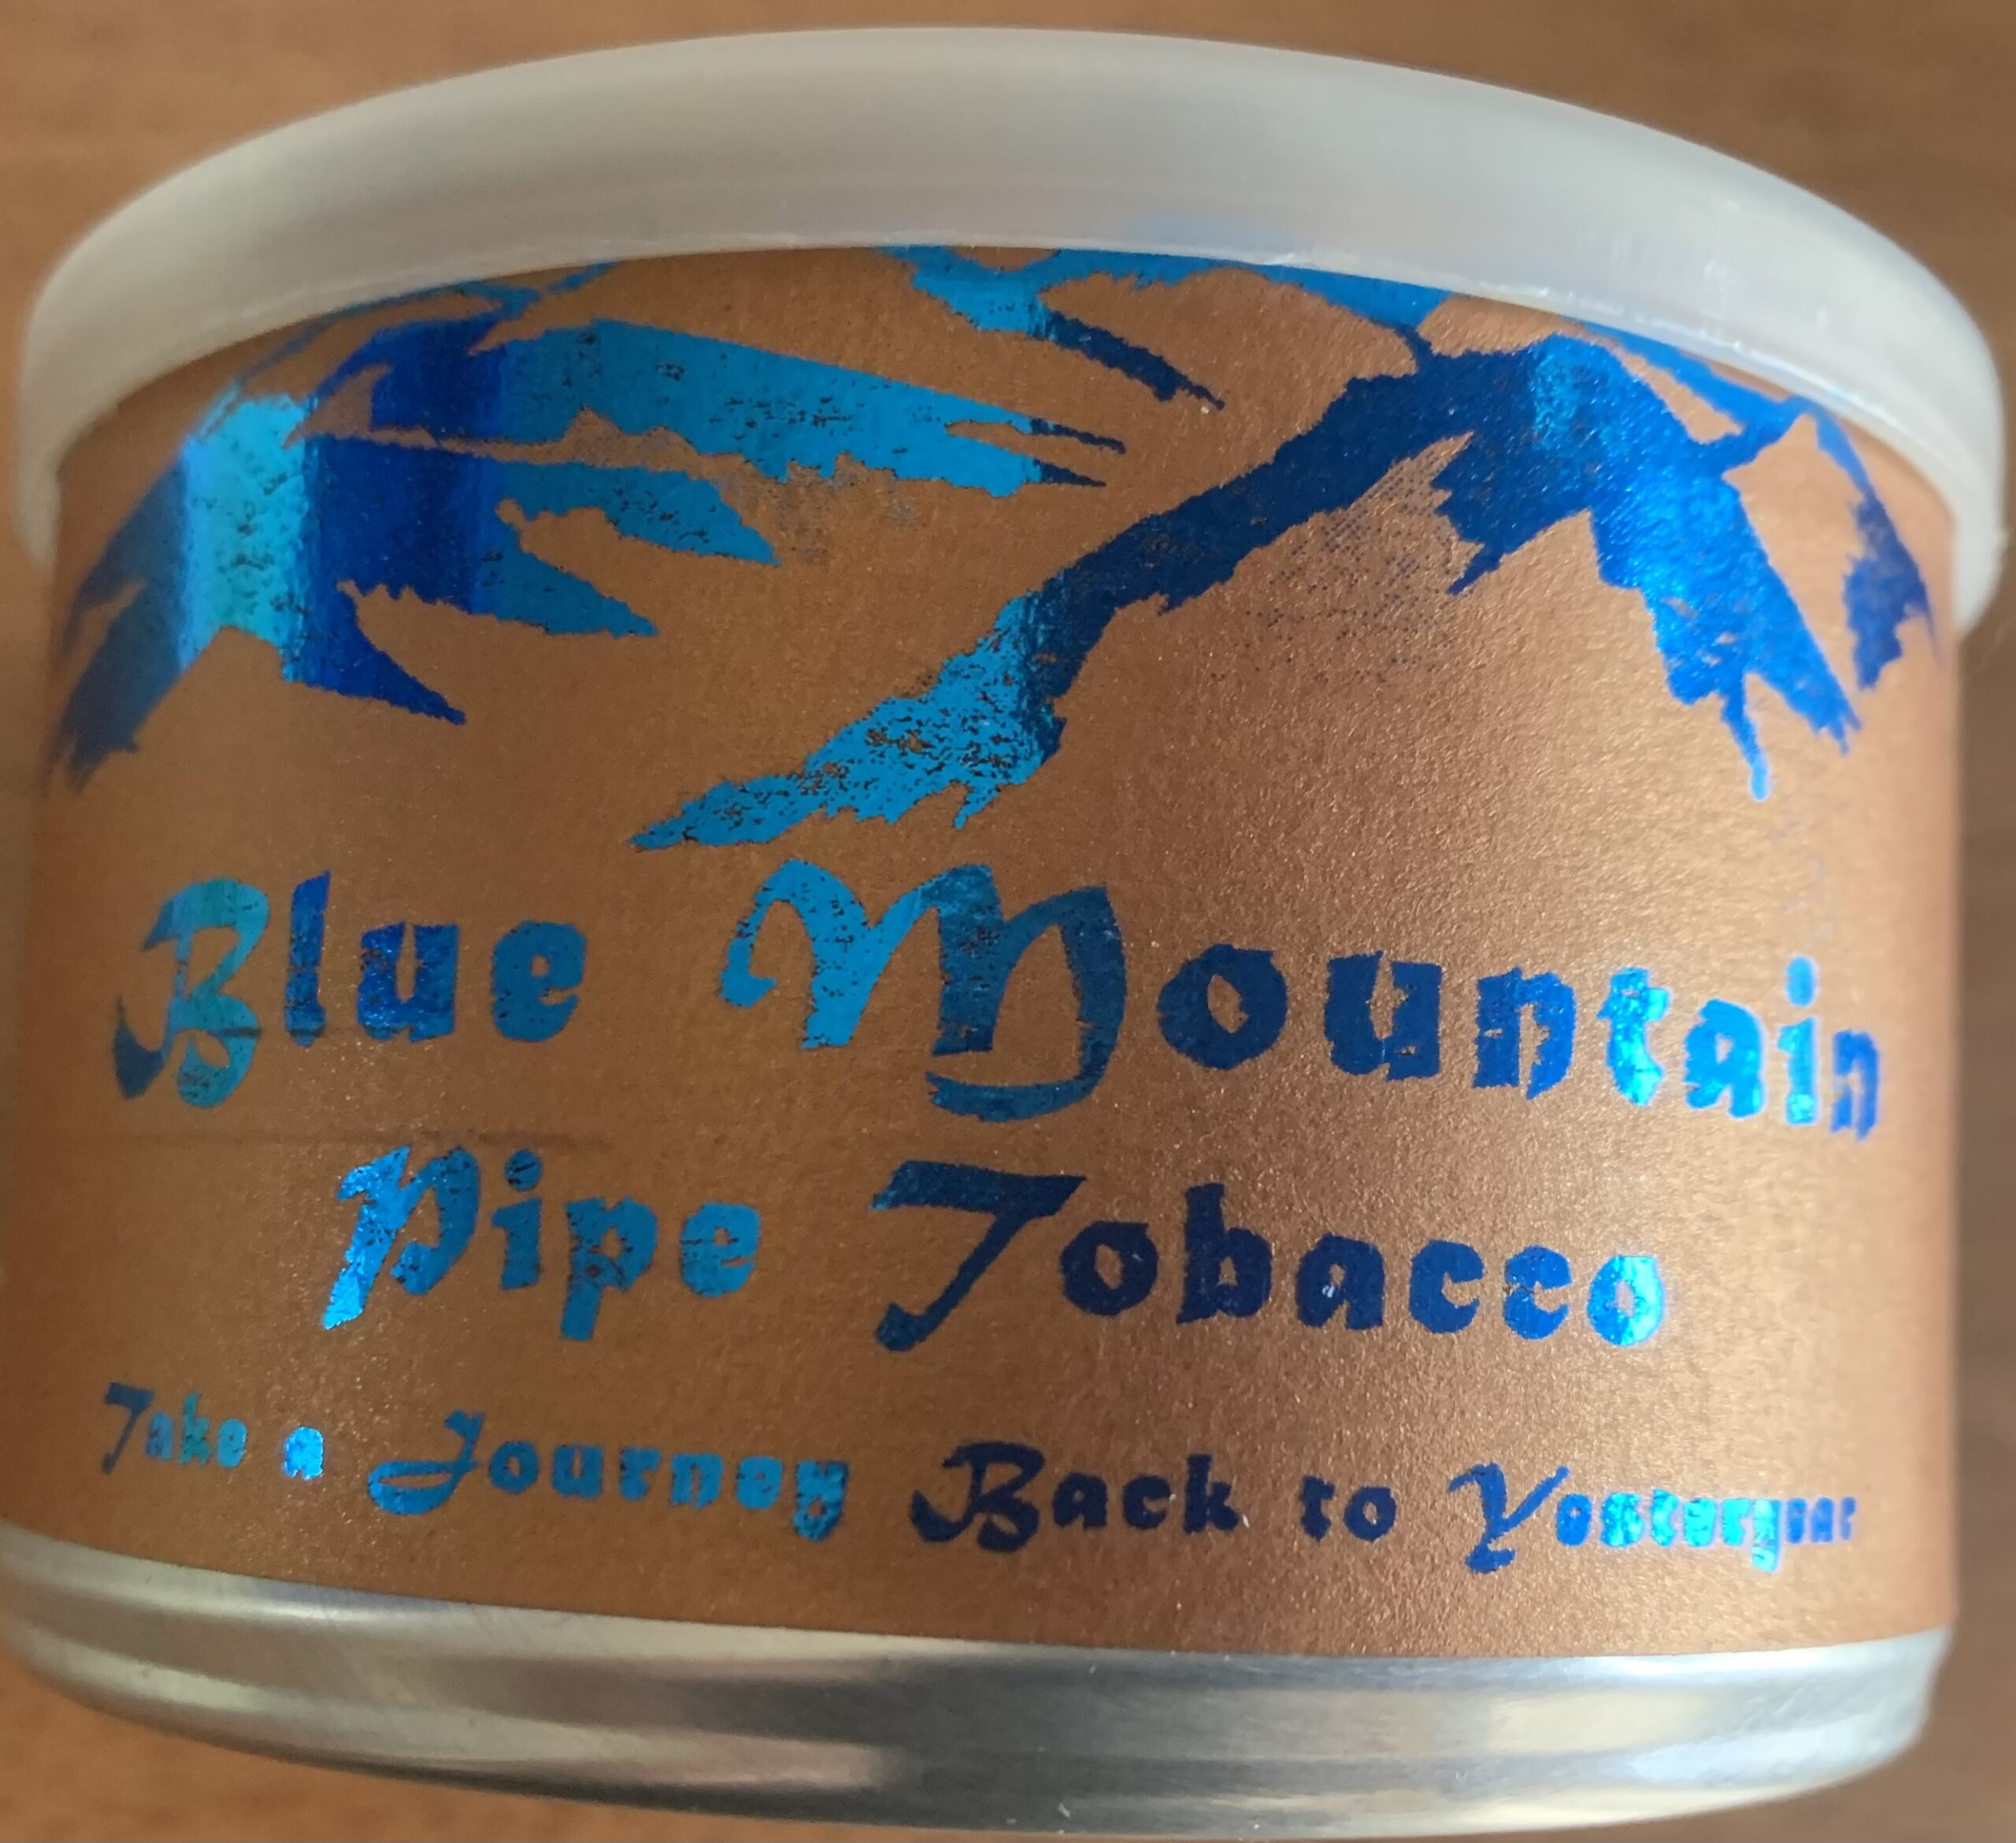 Blue Mountain
Pipe Tobacco
Take a Journey Back to Yesteryear